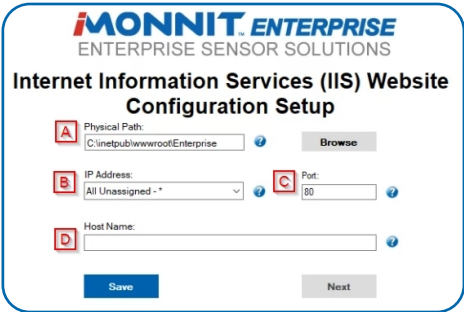 iMONNIT ENTERPRISE
ENTERPRISE SENSOR SOLUTIONS
Internet Information Services (IIS) Website
Configuration Setup
A Physical Path:
C:\inetpub\wwwroot\Enterprise ? Browse
B IP Address: C Port:
All Unassigned - * ? 80 ?
D Host Name:
?
Save Next